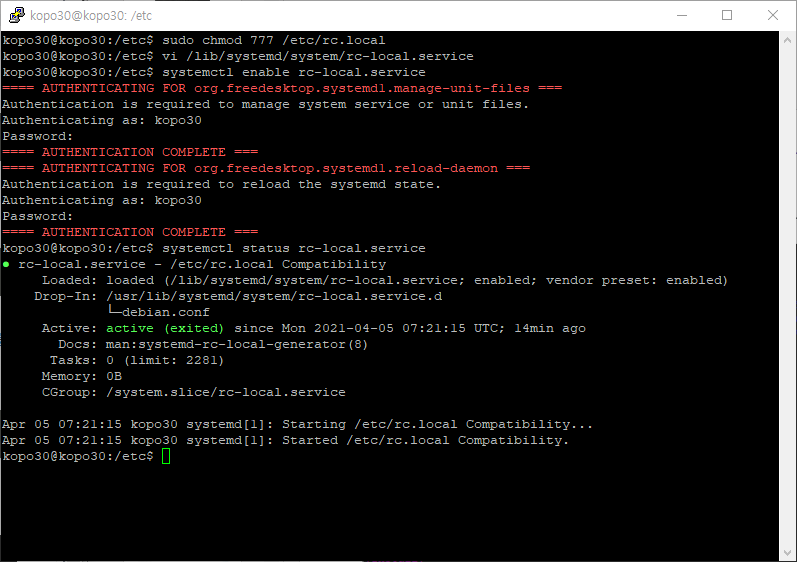 kopo30@kopo30: /etc
kopo30@kopo30:/etc$ sudo chmod 777 /etc/rc.local
kopo30@kopo30:/etc$ vi /lib/systemd/system/rc-local.service
kopo30@kopo30:/etc$ systemctl enable rc-local.service
==== AUTHENTICATING FOR org.freedesktop.systemd1.manage-unit-files ===
Authentication is required to manage system service or unit files.
Authenticating as: kopo30
Password:
==== AUTHENTICATION COMPLETE ===
==== AUTHENTICATING FOR org.freedesktop.systemd1.reload-daemon ===
Authentication is required to reload the systemd state.
Authenticating as: kopo30
Password:
==== AUTHENTICATION COMPLETE ===
kopo30@kopo30:/etc$ systemctl status rc-local.service
● rc-local.service - /etc/rc.local Compatibility
     Loaded: loaded (/lib/systemd/system/rc-local.service; enabled; vendor preset: enabled)
    Drop-In: /usr/lib/systemd/system/rc-local.service.d
             └─debian.conf
     Active: active (exited) since Mon 2021-04-05 07:21:15 UTC; 14min ago
       Docs: man:systemd-rc-local-generator(8)
      Tasks: 0 (limit: 2281)
     Memory: 0B
     CGroup: /system.slice/rc-local.service
Apr 05 07:21:15 kopo30 systemd[1]: Starting /etc/rc.local Compatibility...
Apr 05 07:21:15 kopo30 systemd[1]: Started /etc/rc.local Compatibility.
kopo30@kopo30:/etc$